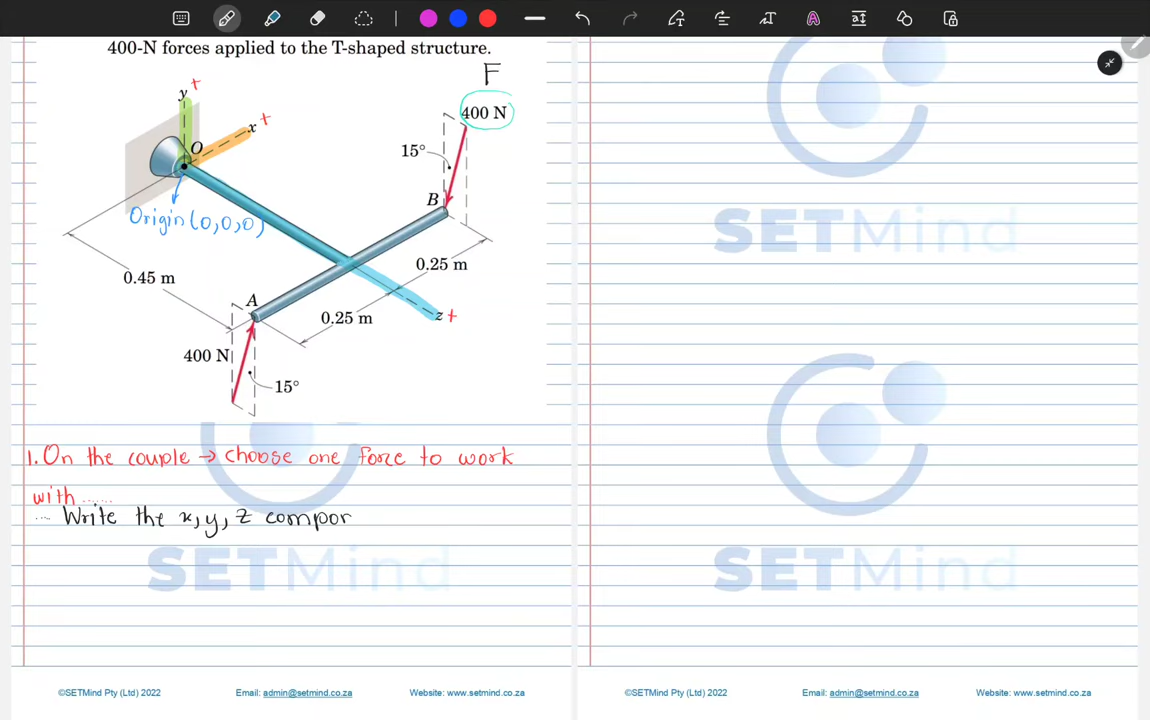 400-N forces applied to the T-shaped structure.
F
y +
x +
400 N
O
15°
B
Origin (0,0,0)
0.25 m
0.45 m
A
0.25 m
z +
400 N
15°
1. On the couple → choose one force to work
with ......
... Write the x, y, z compor
SETMind
SETMind
SETMind
©SETMind Pty (Ltd) 2022 Email: admin@setmind.co.za Website: www.setmind.co.za
©SETMind Pty (Ltd) 2022 Email: admin@setmind.co.za Website: www.setmind.co.za